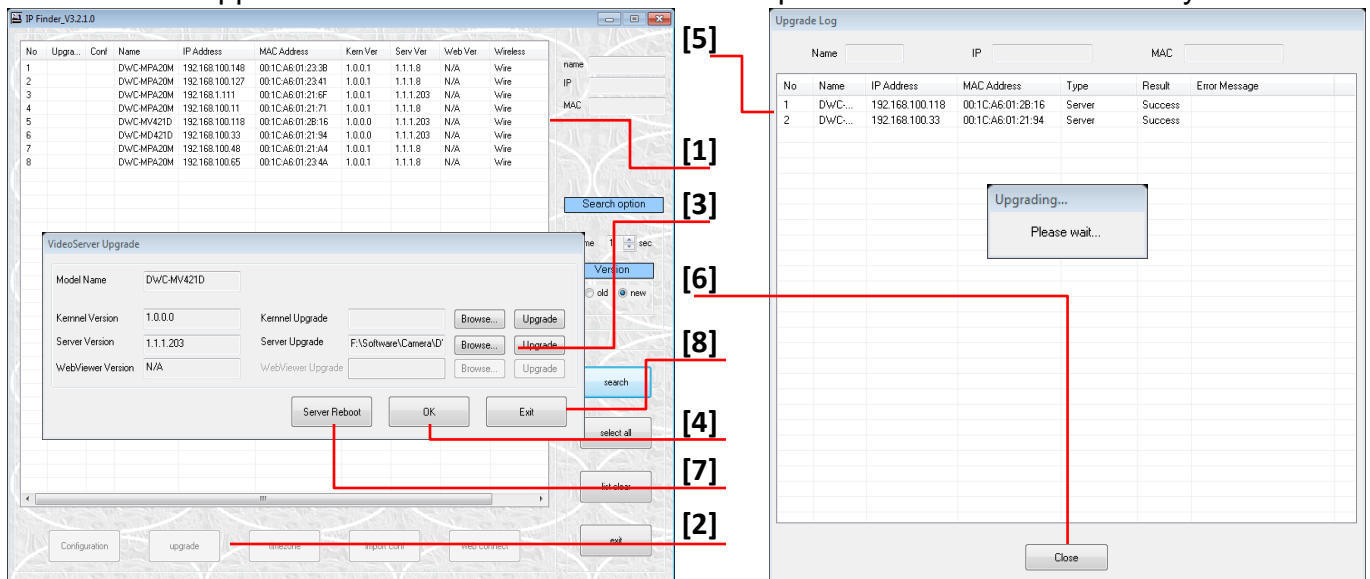 IP Finder_V3.2.1.0
No Upgra... Conf Name IP Address MAC Address Kern Ver Serv Ver Web Ver Wireless
1 DWC-MPA20M 192.168.100.148 00:1C:A6:01:23:3B 1.0.0.1 1.1.1.8 N/A Wire
2 DWC-MPA20M 192.168.100.127 00:1C:A6:01:23:41 1.0.0.1 1.1.1.8 N/A Wire
3 DWC-MPA20M 192.168.1.111 00:1C:A6:01:21:6F 1.0.0.1 1.1.1.203 N/A Wire
4 DWC-MPA20M 192.168.100.11 00:1C:A6:01:21:71 1.0.0.1 1.1.1.8 N/A Wire
5 DWC-MV421D 192.168.100.118 00:1C:A6:01:2B:16 1.0.0.0 1.1.1.203 N/A Wire
6 DWC-MD421D 192.168.100.33 00:1C:A6:01:21:94 1.0.0.0 1.1.1.203 N/A Wire
7 DWC-MPA20M 192.168.100.48 00:1C:A6:01:21:A4 1.0.0.1 1.1.1.8 N/A Wire
8 DWC-MPA20M 192.168.100.65 00:1C:A6:01:23:4A 1.0.0.1 1.1.1.8 N/A Wire
name
IP
MAC
Search option
me 1 sec
Version
old new
search
select all
list clear
exit
VideoServer Upgrade
Model Name DWC-MV421D
Kernnel Version 1.0.0.0 Kernnel Upgrade Browse... Upgrade
Server Version 1.1.1.203 Server Upgrade F:\Software\Camera\D' Browse... Upgrade
WebViewer Version N/A WebViewer Upgrade Browse... Upgrade
Server Reboot OK Exit
Configuration upgrade timezone import conf web connect
[5]
[1]
[3]
[6]
[8]
[4]
[7]
[2]
Upgrade Log
Name IP MAC
No Name IP Address MAC Address Type Result Error Message
1 DWC-... 192.168.100.118 00:1C:A6:01:2B:16 Server Success
2 DWC-... 192.168.100.33 00:1C:A6:01:21:94 Server Success
Upgrading...
Please wait...
Close